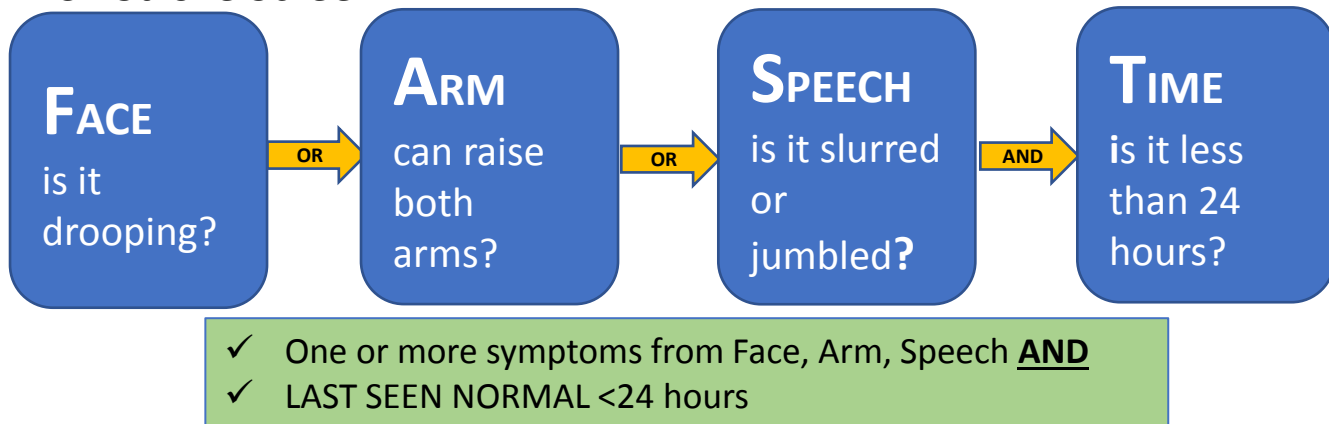 FACE
is it
drooping?
OR
ARM
can raise
both
arms?
OR
SPEECH
is it slurred
or
jumbled?
AND
TIME
is it less
than 24
hours?
✓ One or more symptoms from Face, Arm, Speech AND
✓ LAST SEEN NORMAL <24 hours